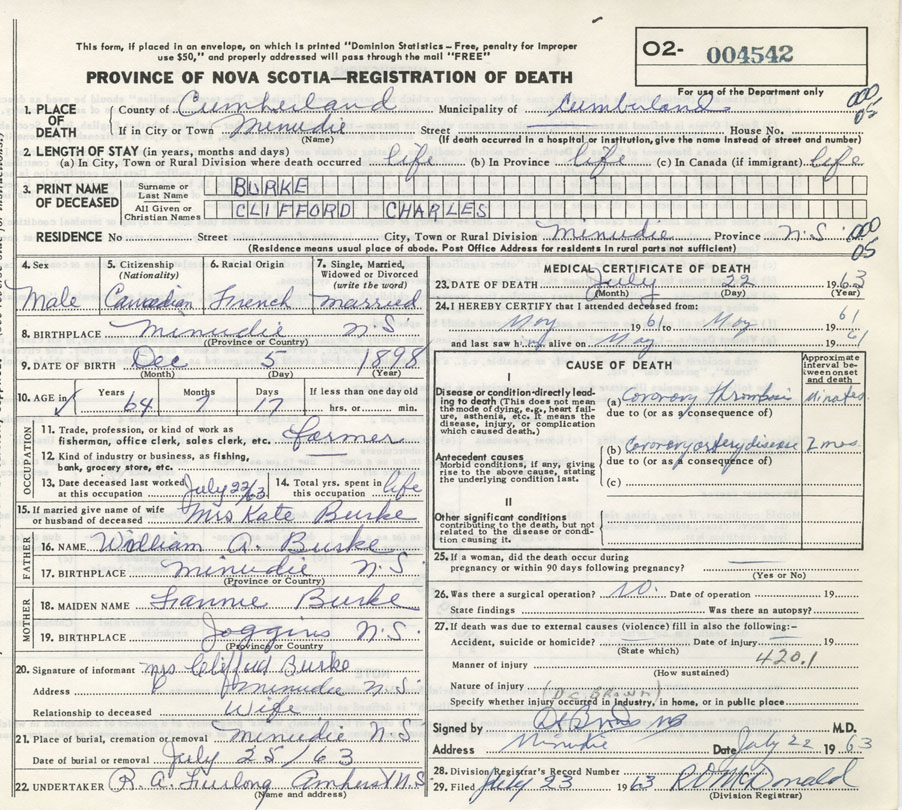 This form, if placed in an envelope, on which is printed "Dominion Statistics – Free, penalty for improper
use $50," and properly addressed will pass through the mail "FREE"
PROVINCE OF NOVA SCOTIA—REGISTRATION OF DEATH
O2- 004542
For use of the Department only
1. PLACE OF DEATH County of Cumberland Municipality of Cumberland
If in City or Town Minudie Street House No.
(Name) (If death occurred in a hospital or institution, give the name instead of street and number)
000
05
2. LENGTH OF STAY (in years, months and days)
(a) In City, Town or Rural Division where death occurred life (b) In Province life (c) In Canada (if immigrant) life
3. PRINT NAME OF DECEASED
Surname or Last Name BURKE
All Given or Christian Names CLIFFORD CHARLES
RESIDENCE No Street City, Town or Rural Division Minudie Province N.S.
(Residence means usual place of abode. Post Office Address for residents in rural parts not sufficient)
000
05
4. Sex
Male
5. Citizenship
(Nationality)
Canadian
6. Racial Origin
French
7. Single, Married, Widowed or Divorced
(write the word)
married
8. BIRTHPLACE Minudie N.S.
((Province or Country)
9. DATE OF BIRTH Dec 5 1898
(Month) (Day) (Year)
10. AGE in Years Months Days If less than one day old
64 7 17 hrs. or min.
OCCUPATION
11. Trade, profession, or kind of work as
fisherman, office clerk, sales clerk, etc. farmer
12. Kind of industry or business, as fishing,
bank, grocery store, etc.
13. Date deceased last worked at this occupation July 22/63
14. Total yrs. spent in this occupation life
15. If married give name of wife
or husband of deceased Mrs Kate Burke
FATHER
16. NAME William A. Burke
17. BIRTHPLACE Minudie N.S.
(Province or Country)
MOTHER
18. MAIDEN NAME Fannie Burke
19. BIRTHPLACE Joggins N.S.
(Province or Country)
20. Signature of informant Mrs Clifford Burke
Address Minudie N.S
Relationship to deceased Wife
21. Place of burial, cremation or removal Minudie N.S
Date of burial or removal July 25/63
22. UNDERTAKER R. A. Furlong Amherst N.S.
(Name and address)
MEDICAL CERTIFICATE OF DEATH
23. DATE OF DEATH July 22 1963
(Month) (Day) (Year)
24. I HEREBY CERTIFY that I attended deceased from:
May 1961 to May 1961
and last saw h alive on May 1961
CAUSE OF DEATH
Approximate interval between onset and death
I
Disease or condition directly leading to death (This does not mean the mode of dying, e.g., heart failure, asthenia, etc. It means the disease, injury, or complication which caused death.)
(a) Coronary thrombosis Minutes
due to (or as a consequence of)
Antecedent causes
Morbid conditions, if any, giving rise to the above cause, stating the underlying condition last.
(b) Coronary artery disease 2 mos.
due to (or as a consequence of)
(c)
II
Other significant conditions
contributing to the death, but not related to the disease or condition causing it.
25. If a woman, did the death occur during
pregnancy or within 90 days following pregnancy?
(Yes or No)
26. Was there a surgical operation? no. Date of operation 19
State findings Was there an autopsy?
27. If death was due to external causes (violence) fill in also the following:–
Accident, suicide or homicide? Date of injury 19
(State which)
420.1
Manner of injury
(How sustained)
Nature of injury
(DC BROWN)
Specify whether injury occurred in industry, in home, or in public place
Signed by M.D.
Address Minudie Date July 22 1963
28. Division Registrar's Record Number
29. Filed July 23 1963 McDonald
(Division Registrar)